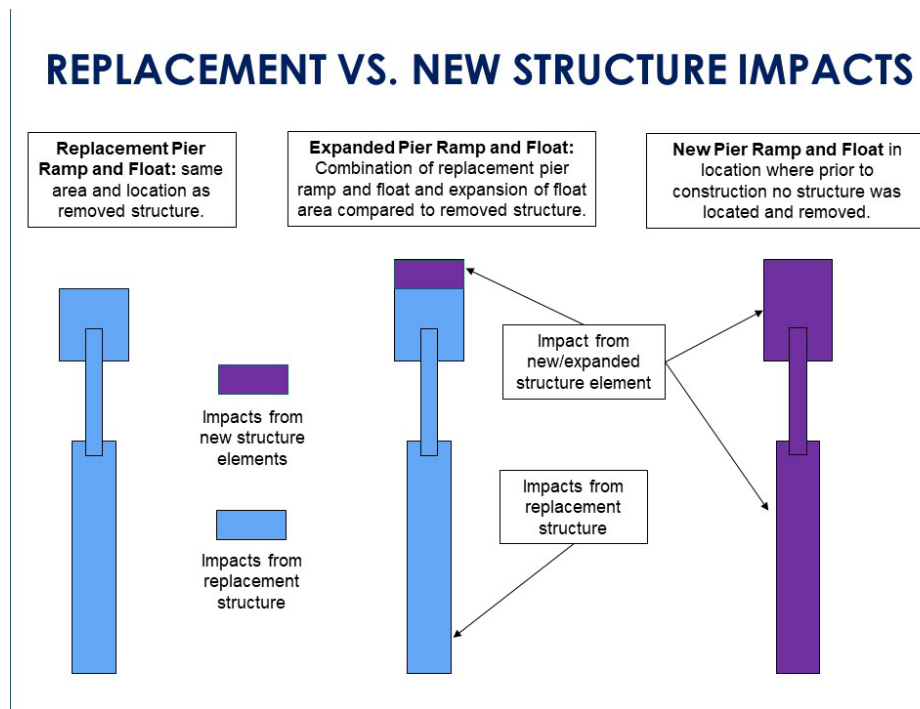 REPLACEMENT VS. NEW STRUCTURE IMPACTS
Replacement Pier
Ramp and Float: same
area and location as
removed structure.
Expanded Pier Ramp and Float:
Combination of replacement pier
ramp and float and expansion of float
area compared to removed structure.
New Pier Ramp and Float in
location where prior to
construction no structure was
located and removed.
Impact from
new/expanded
structure element
Impacts from
new structure
elements
Impacts from
replacement
structure
Impacts from
replacement
structure